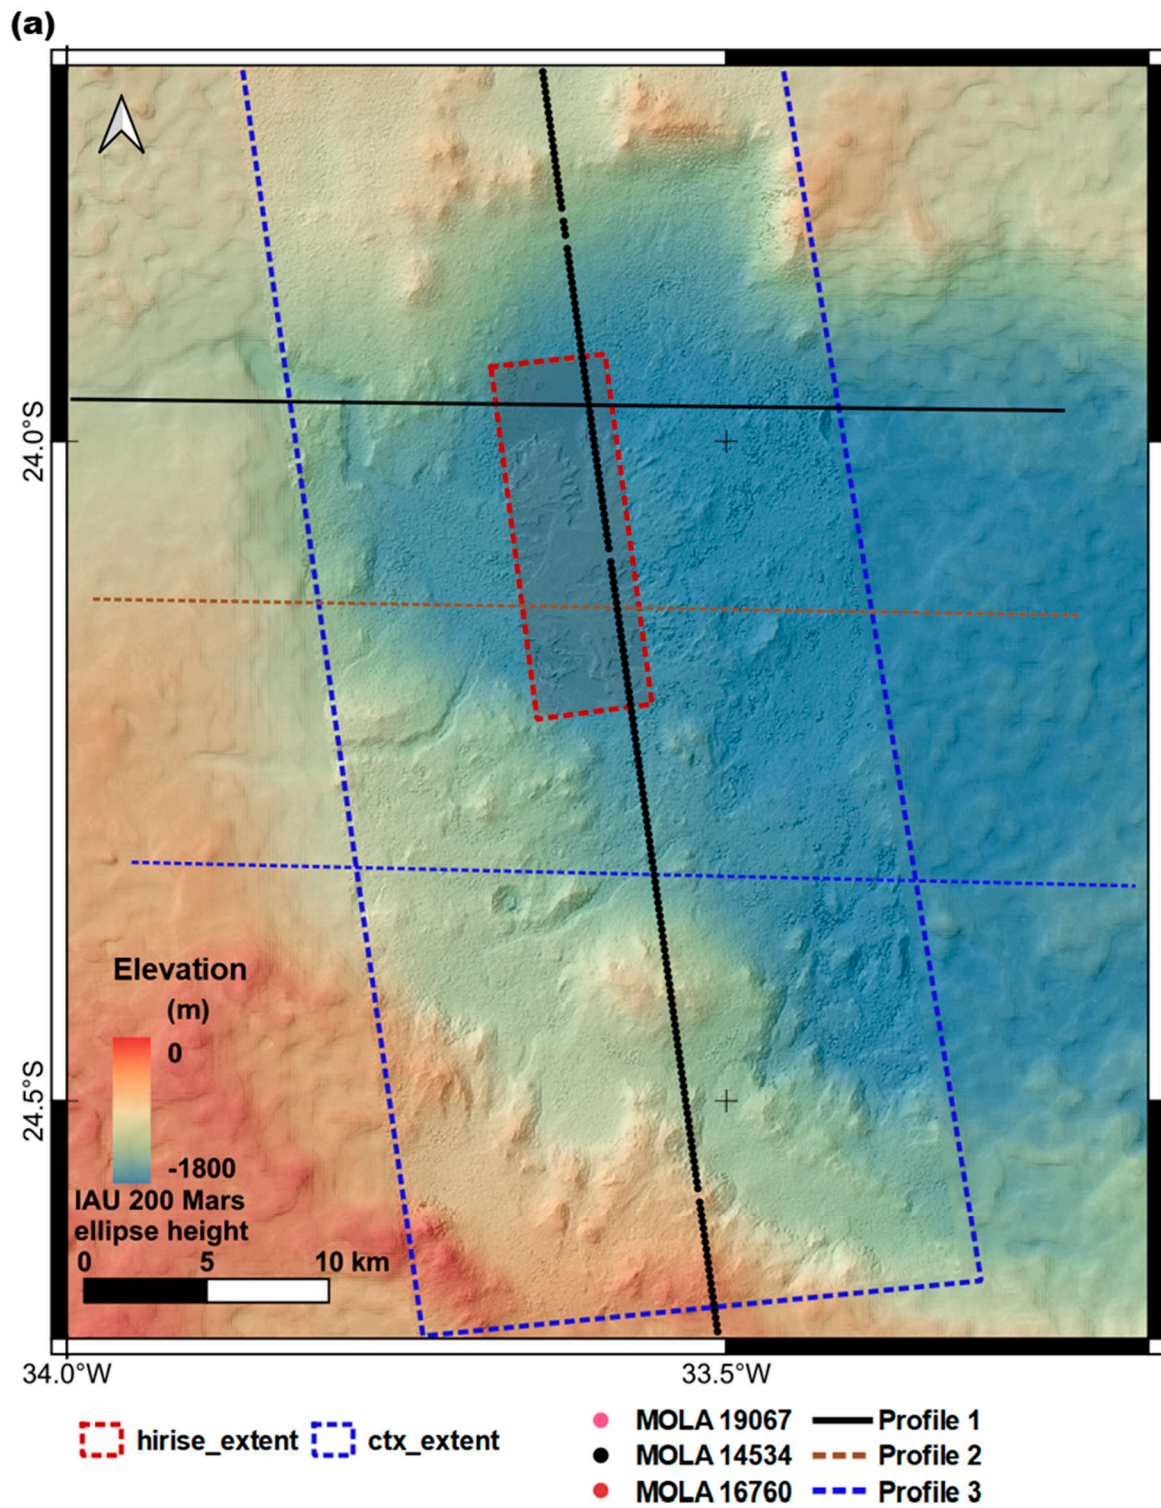 (a)
24.0°S
24.5°S
Elevation
(m)
0
-1800
IAU 200 Mars
ellipse height
0 5 10 km
34.0°W 33.5°W
hirise_extent ctx_extent
MOLA 19067 Profile 1
MOLA 14534 Profile 2
MOLA 16760 Profile 3